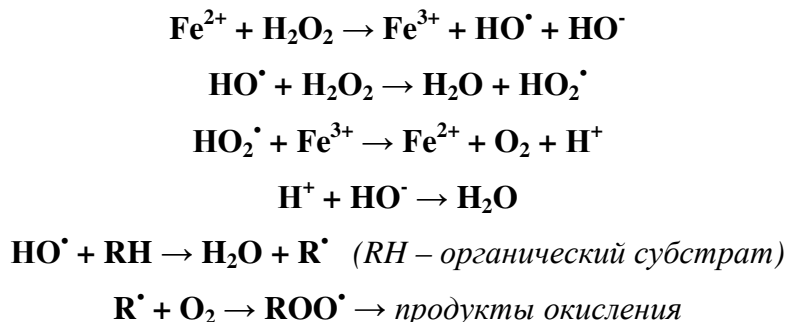 Fe²⁺ + H₂O₂ → Fe³⁺ + HO• + HO⁻
HO• + H₂O₂ → H₂O + HO₂•
HO₂• + Fe³⁺ → Fe²⁺ + O₂ + H⁺
H⁺ + HO⁻ → H₂O
HO• + RH → H₂O + R• (RH – органический субстрат)
R• + O₂ → ROO• → продукты окисления